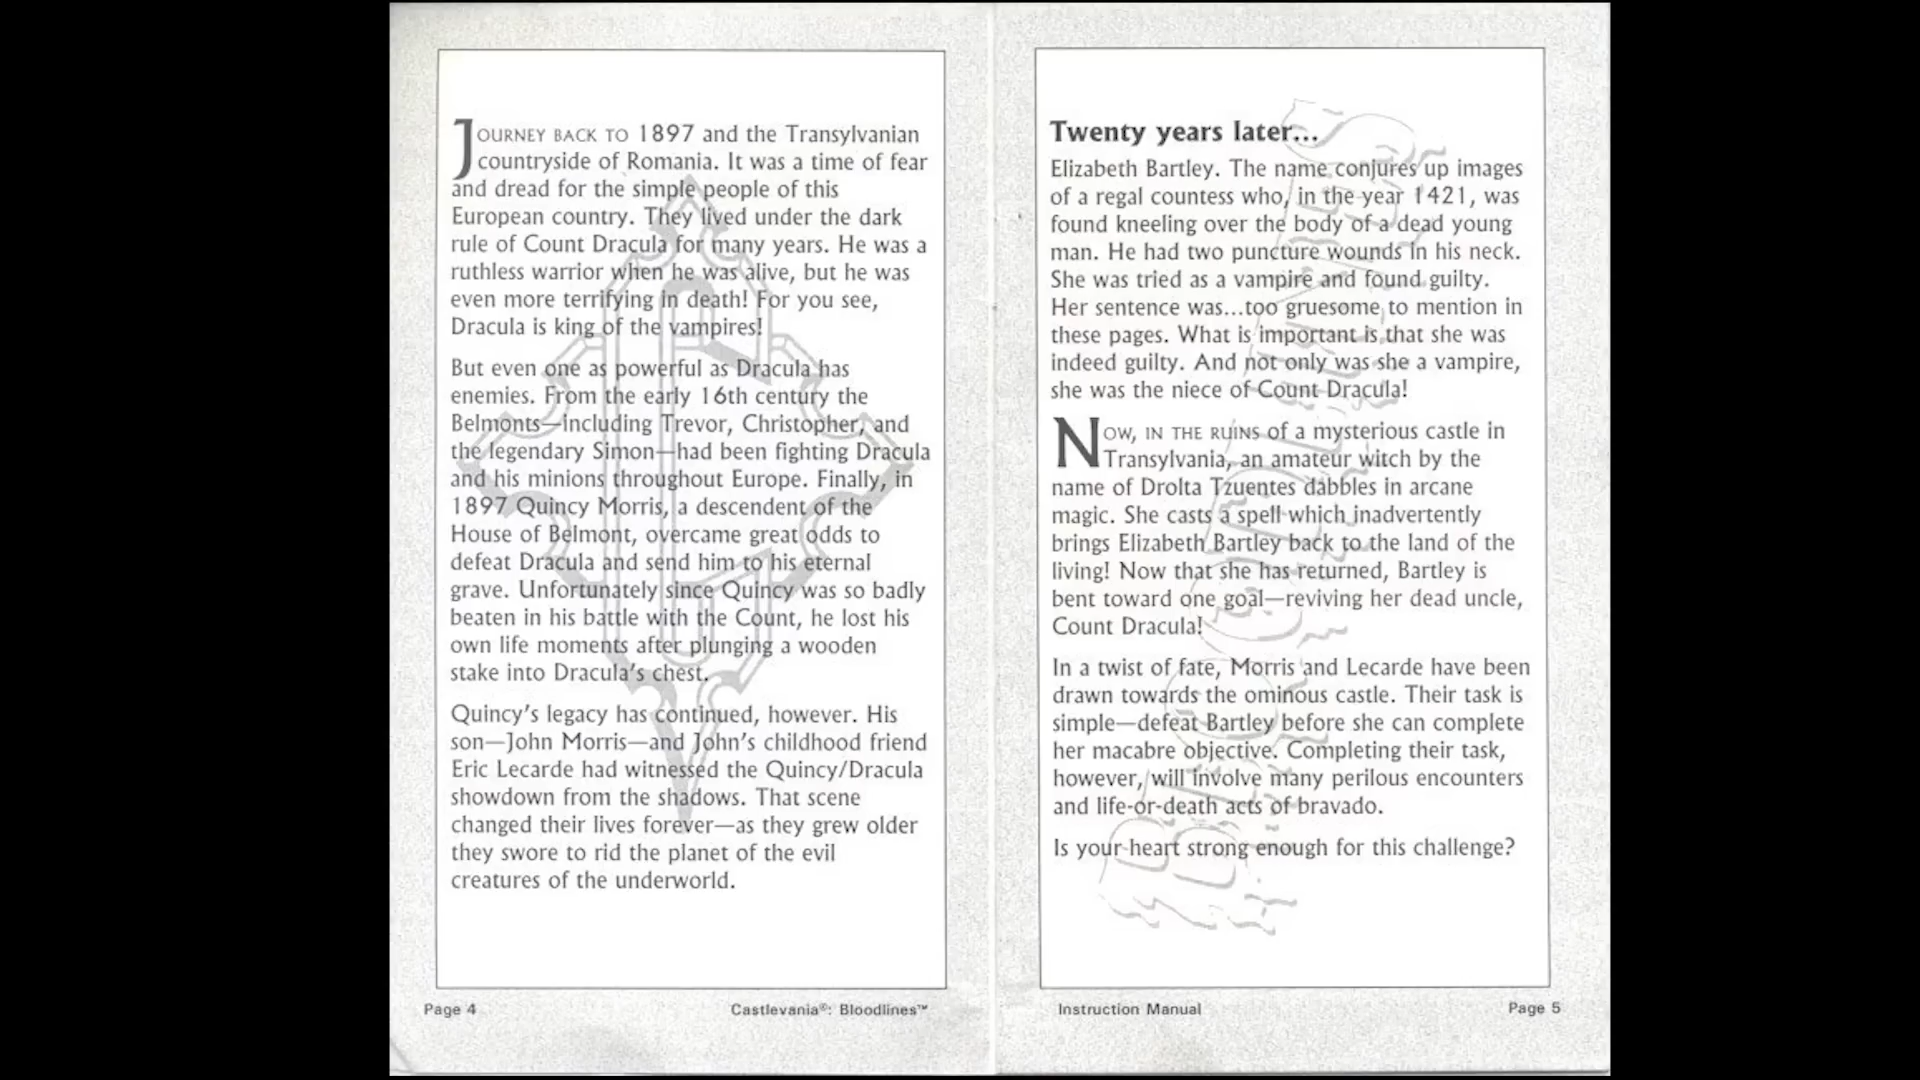 JOURNEY BACK TO 1897 and the Transylvanian
countryside of Romania. It was a time of fear
and dread for the simple people of this
European country. They lived under the dark
rule of Count Dracula for many years. He was a
ruthless warrior when he was alive, but he was
even more terrifying in death! For you see,
Dracula is king of the vampires!
But even one as powerful as Dracula has
enemies. From the early 16th century the
Belmonts—including Trevor, Christopher, and
the legendary Simon—had been fighting Dracula
and his minions throughout Europe. Finally, in
1897 Quincy Morris, a descendent of the
House of Belmont, overcame great odds to
defeat Dracula and send him to his eternal
grave. Unfortunately since Quincy was so badly
beaten in his battle with the Count, he lost his
own life moments after plunging a wooden
stake into Dracula's chest.
Quincy's legacy has continued, however. His
son—John Morris—and John's childhood friend
Eric Lecarde had witnessed the Quincy/Dracula
showdown from the shadows. That scene
changed their lives forever—as they grew older
they swore to rid the planet of the evil
creatures of the underworld.
Page 4
Castlevania®: Bloodlines™
Twenty years later...
Elizabeth Bartley. The name conjures up images
of a regal countess who, in the year 1421, was
found kneeling over the body of a dead young
man. He had two puncture wounds in his neck.
She was tried as a vampire and found guilty.
Her sentence was...too gruesome to mention in
these pages. What is important is that she was
indeed guilty. And not only was she a vampire,
she was the niece of Count Dracula!
NOW, IN THE RUINS of a mysterious castle in
Transylvania, an amateur witch by the
name of Drolta Tzuentes dabbles in arcane
magic. She casts a spell which inadvertently
brings Elizabeth Bartley back to the land of the
living! Now that she has returned, Bartley is
bent toward one goal—reviving her dead uncle,
Count Dracula!
In a twist of fate, Morris and Lecarde have been
drawn towards the ominous castle. Their task is
simple—defeat Bartley before she can complete
her macabre objective. Completing their task,
however, will involve many perilous encounters
and life-or-death acts of bravado.
Is your heart strong enough for this challenge?
Instruction Manual
Page 5
BLOODLINES